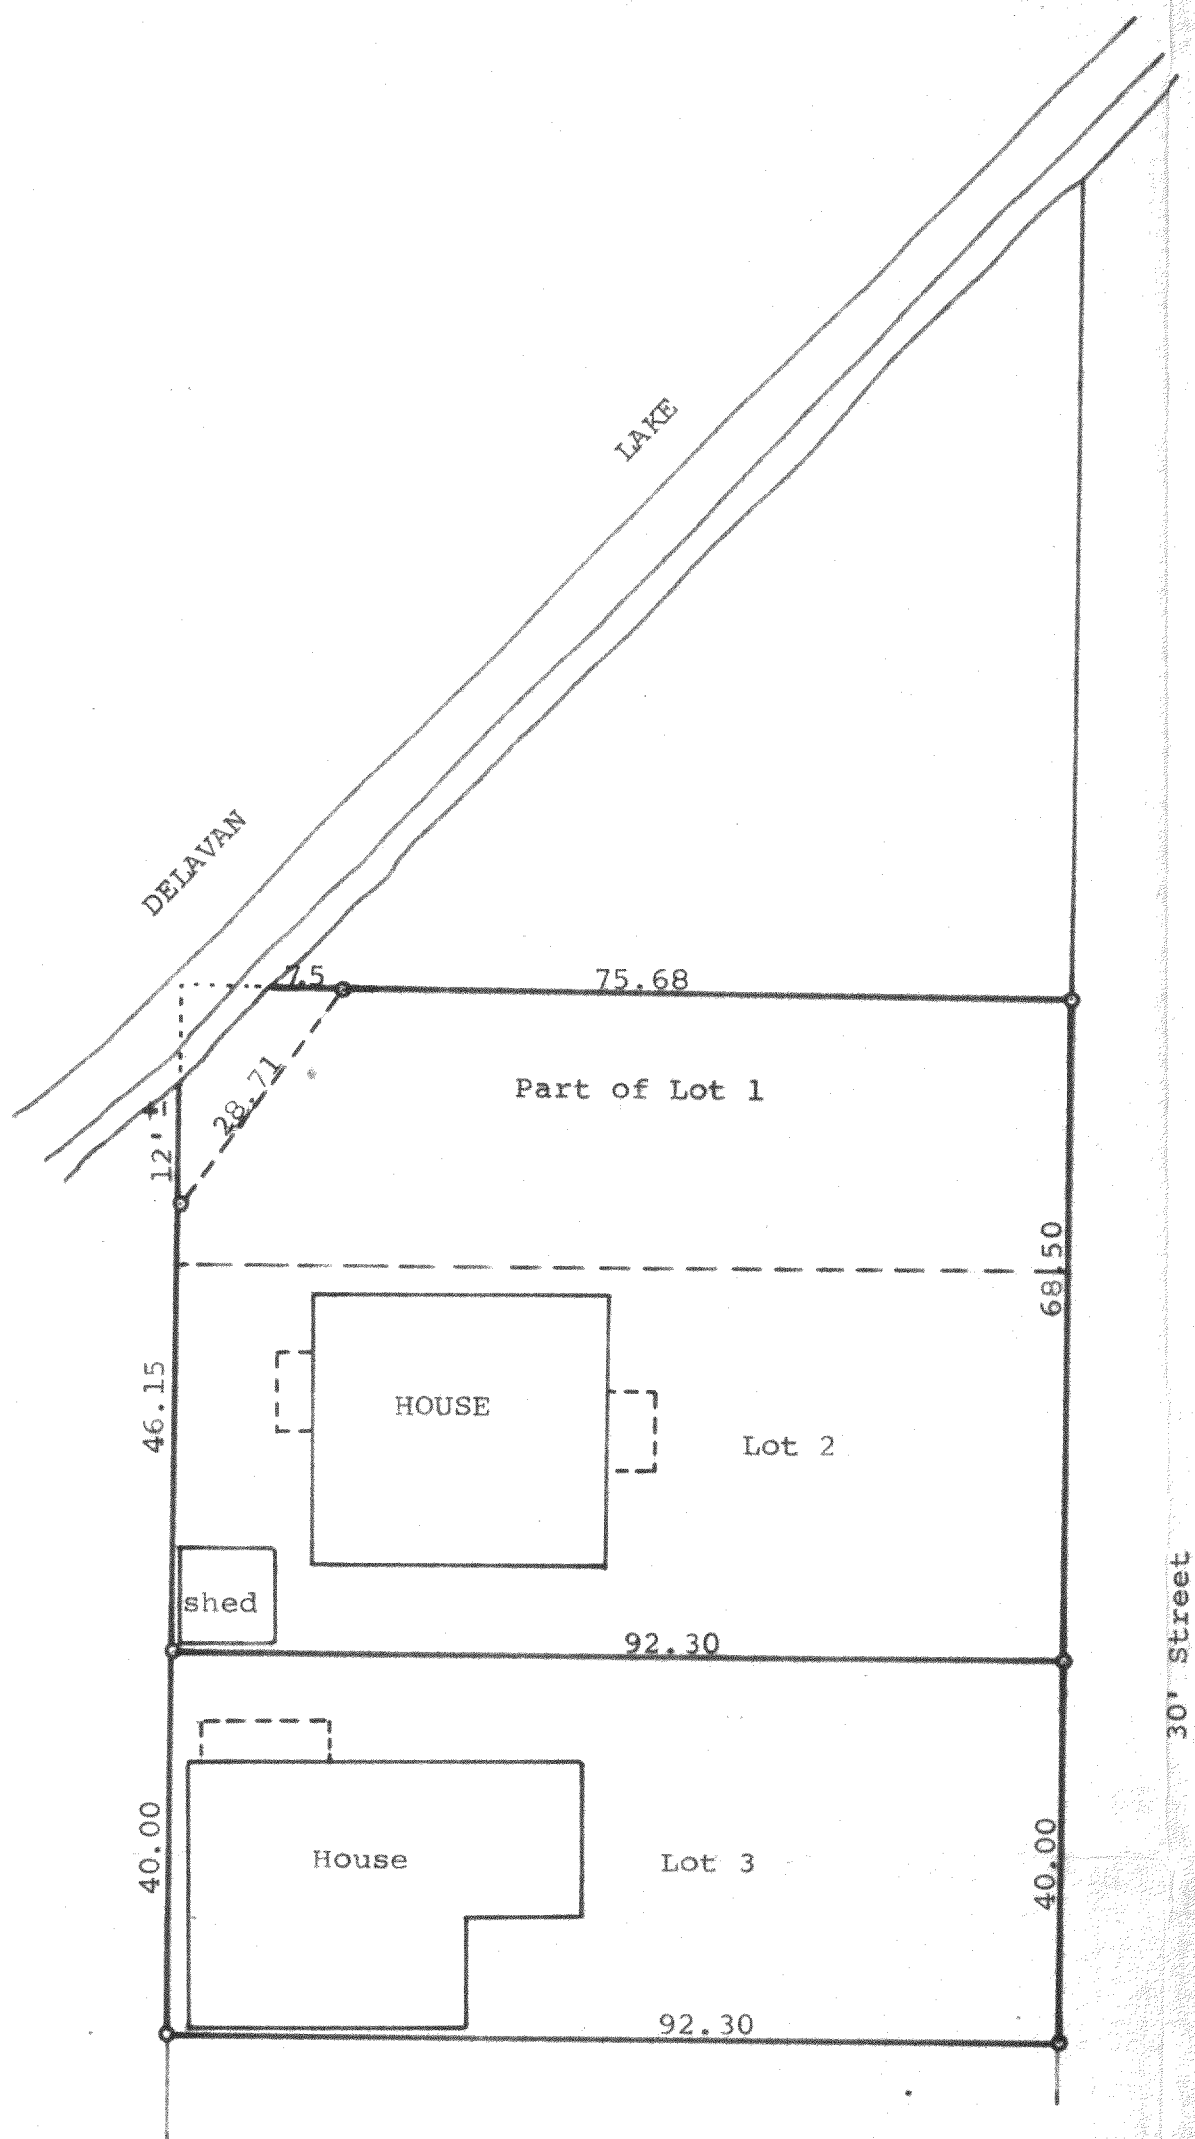 LAKE
DELAVAN
7.5
75.68
28.71
Part of Lot 1
12' ±
68.50
46.15
HOUSE
Lot 2
shed
92.30
30' Street
40.00
House
Lot 3
40.00
92.30